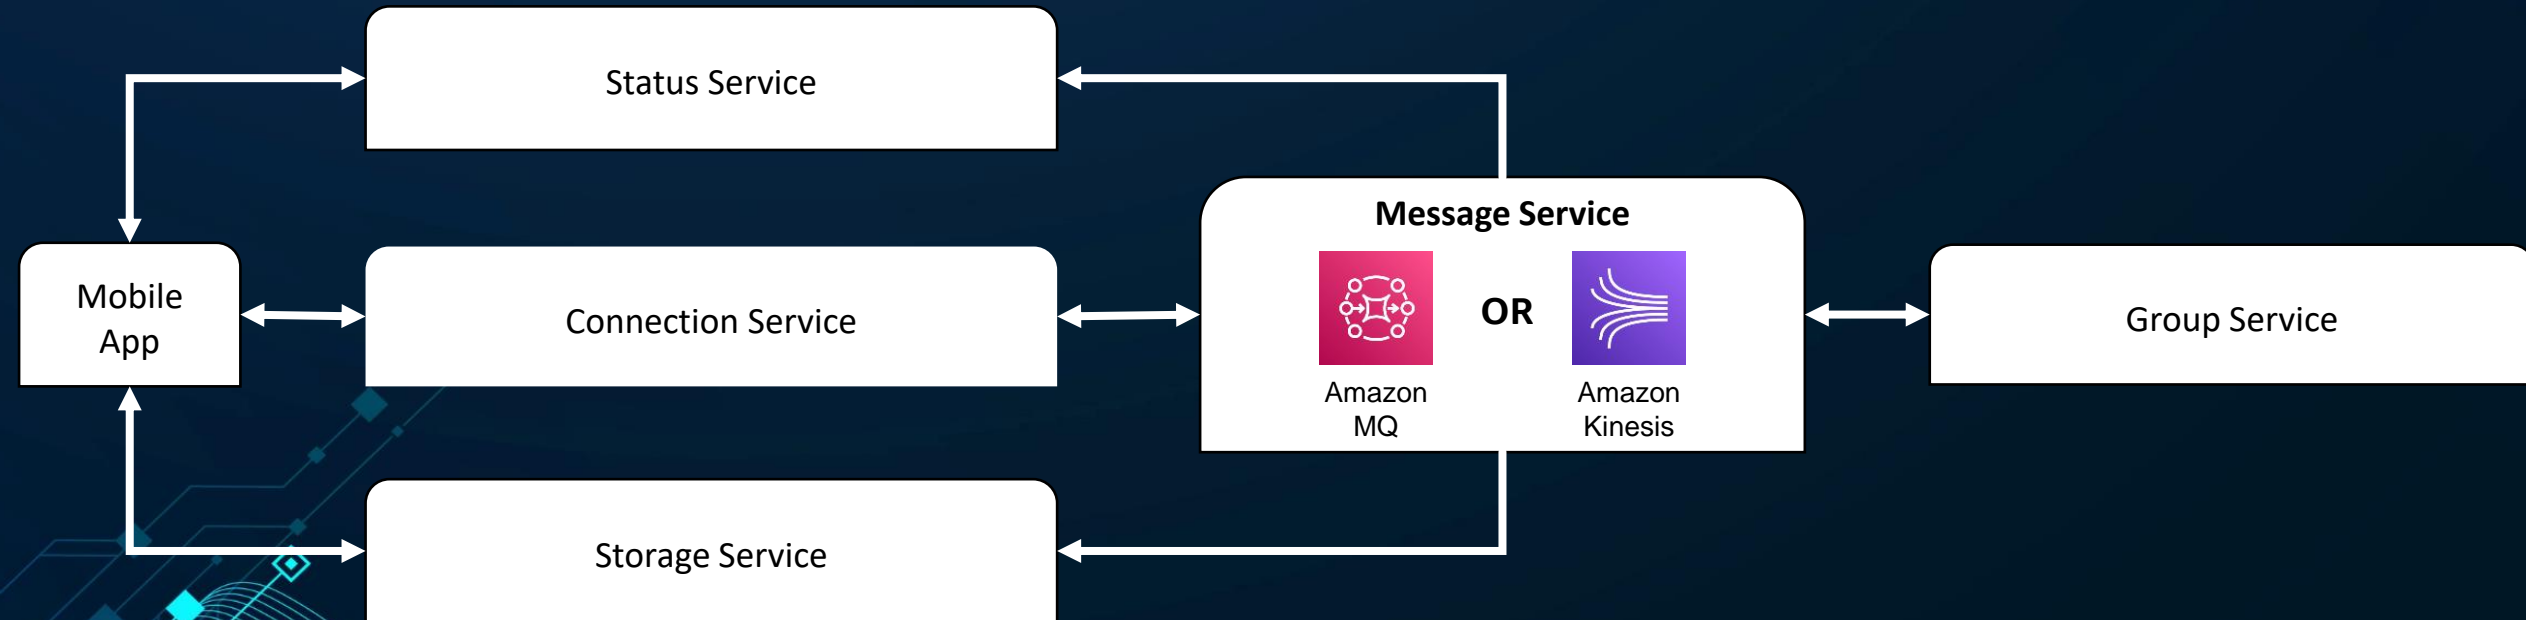 Status Service
Message Service
Mobile
App
Connection Service
OR
Group Service
Amazon
MQ
Amazon
Kinesis
Storage Service